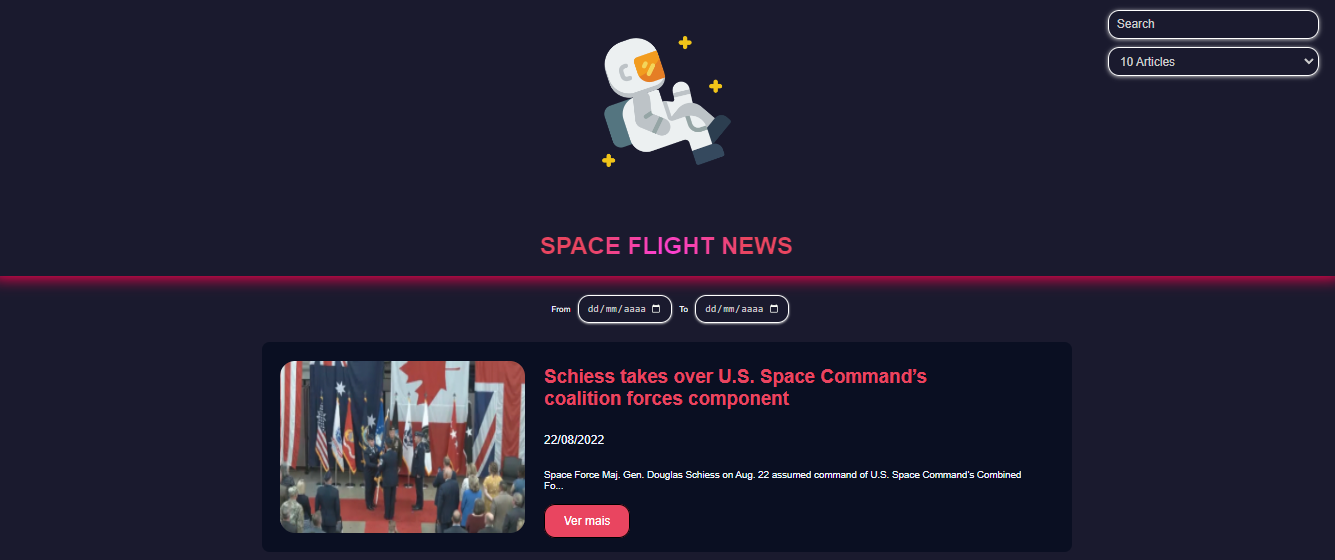 Search
10 Articles
SPACE FLIGHT NEWS
From dd/mm/aaaa To dd/mm/aaaa
Schiess takes over U.S. Space Command’s
coalition forces component
22/08/2022
Space Force Maj. Gen. Douglas Schiess on Aug. 22 assumed command of U.S. Space Command’s Combined
Fo...
Ver mais